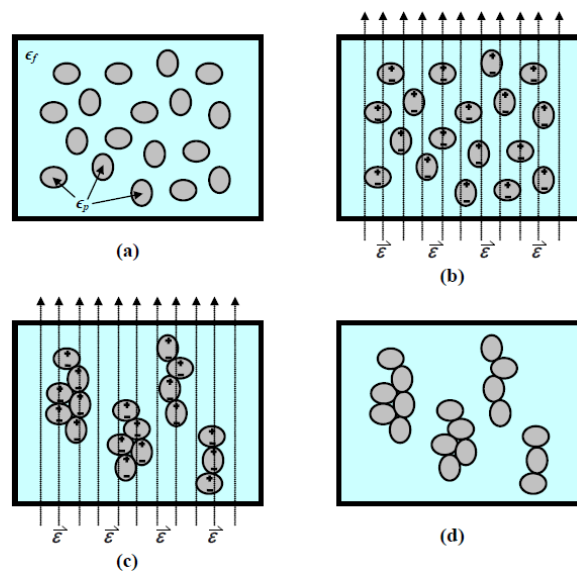 ϵf
ϵp
(a)
+ + + +
+ + + + +
+ + + +
+ + + + +
− − − −
− − − − −
− − − −
− − − − −
ε⃗ ε⃗ ε⃗ ε⃗
(b)
ε⃗ ε⃗ ε⃗ ε⃗
(c)
(d)